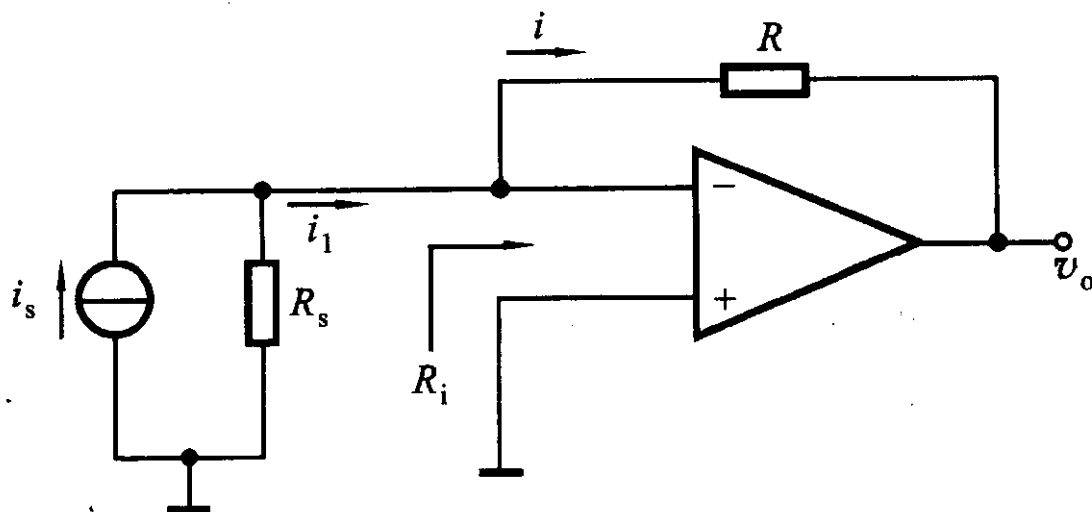 i
R
−
i₁
iₛ
Rₛ
+
vₒ
Rᵢ